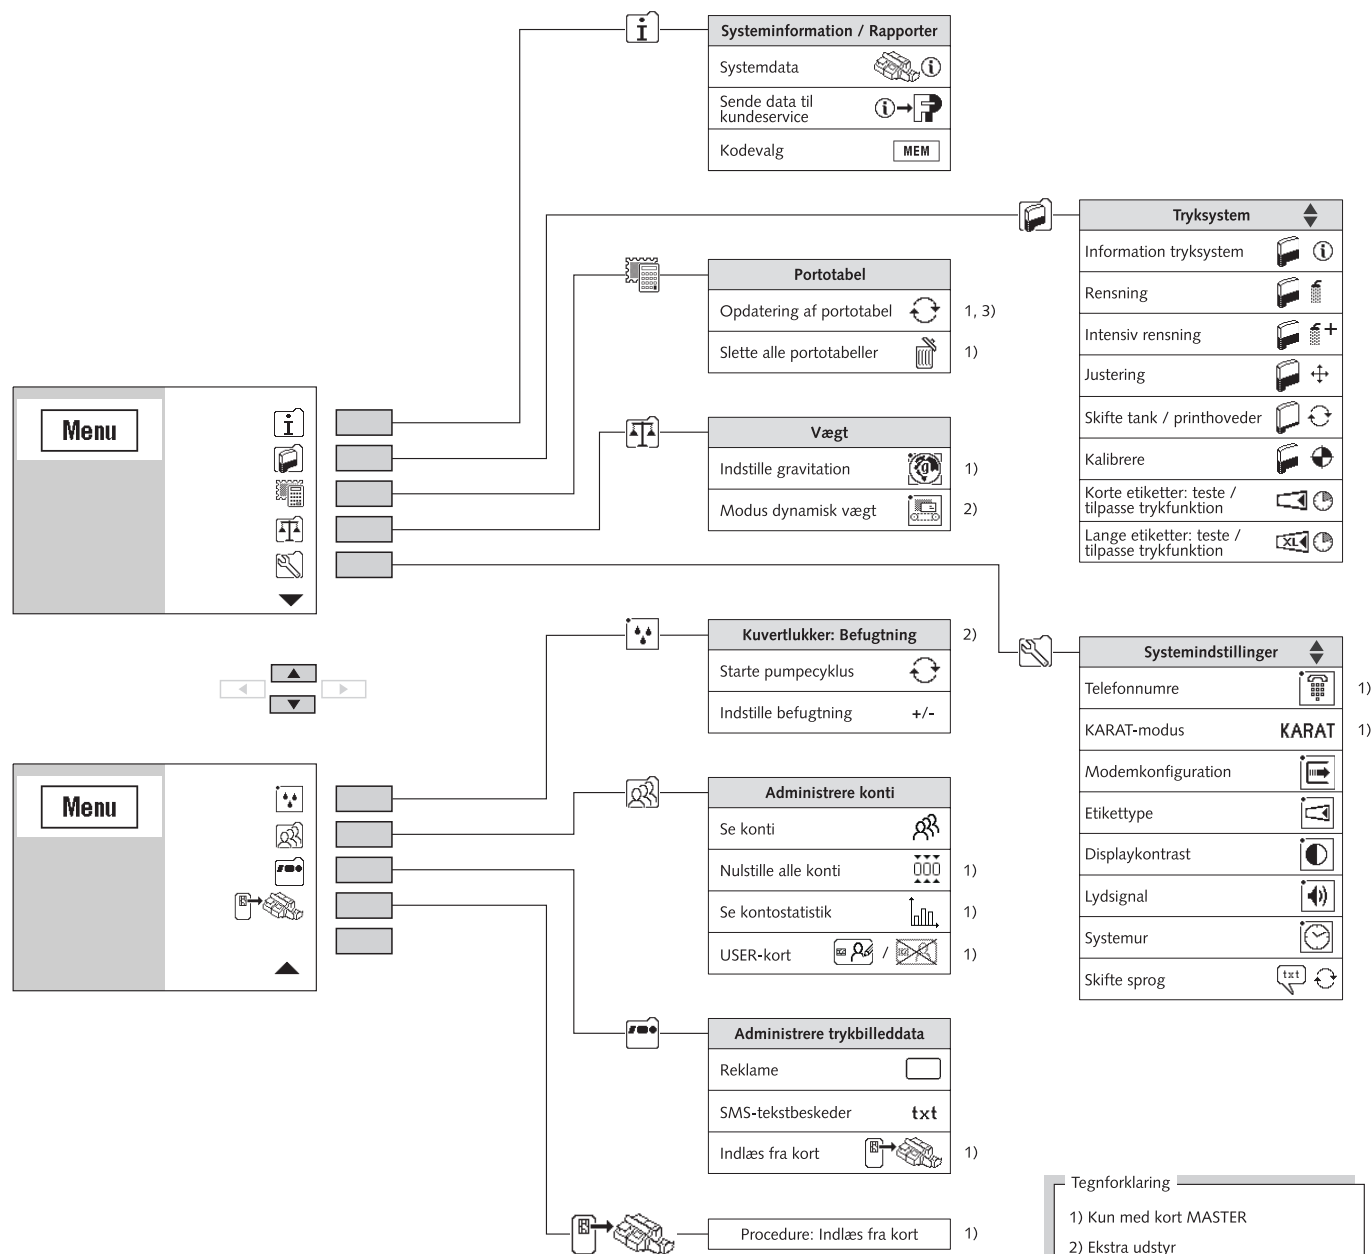 Systeminformation / Rapporter
Systemdata
Sende data til
kundeservice
Kodevalg
MEM
Tryksystem
Information tryksystem
Rensning
Intensiv rensning
Justering
Skifte tank / printhoveder
Kalibrere
Korte etiketter: teste /
tilpasse trykfunktion
Lange etiketter: teste /
tilpasse trykfunktion
XL
Portotabel
Opdatering af portotabel
1, 3)
Slette alle portotabeller
1)
Vægt
Indstille gravitation
g
1)
Modus dynamisk vægt
2)
Menu
Kuvertlukker: Befugtning
2)
Starte pumpecyklus
Indstille befugtning
+/-
Systemindstillinger
Telefonnumre
1)
KARAT-modus
KARAT
1)
Modemkonfiguration
Etikettype
Displaykontrast
Lydsignal
Systemur
Skifte sprog
txt
Menu
Administrere konti
Se konti
Nulstille alle konti
000
1)
Se kontostatistik
1)
USER-kort
/
1)
Administrere trykbilleddata
Reklame
SMS-tekstbeskeder
txt
Indlæs fra kort
1)
Procedure: Indlæs fra kort
1)
Tegnforklaring
1) Kun med kort MASTER
2) Ekstra udstyr